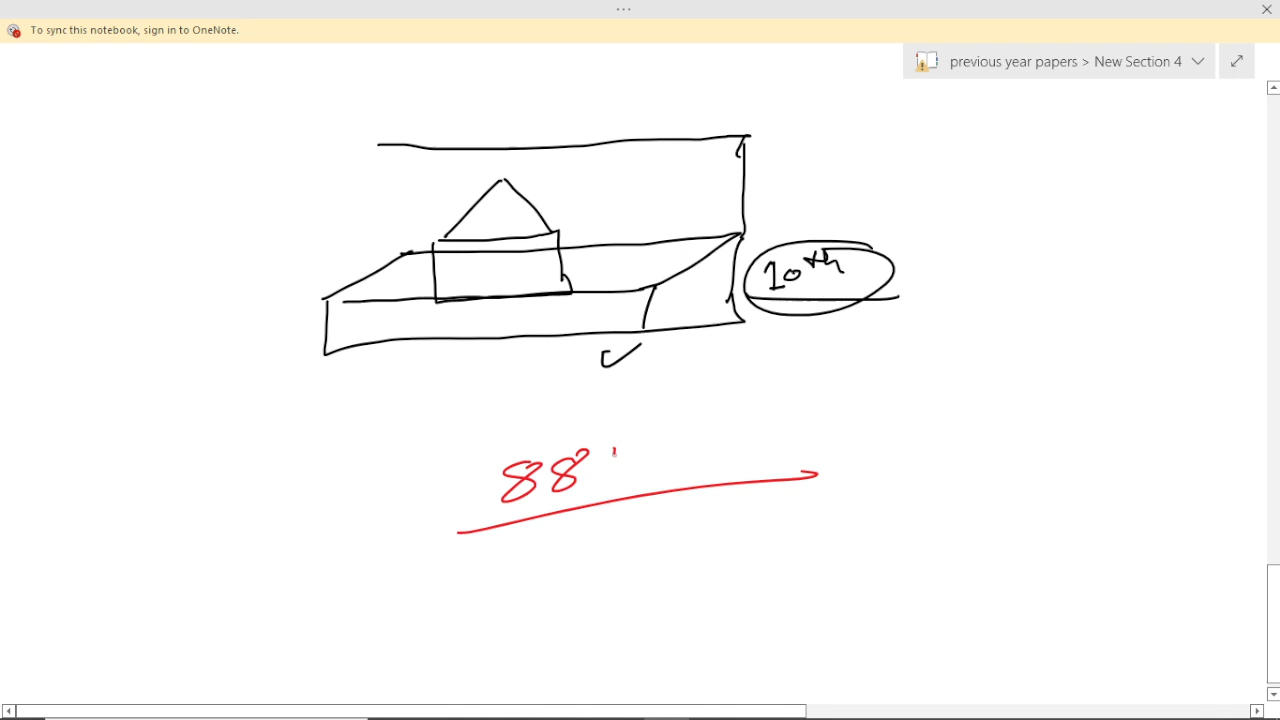 To sync this notebook, sign in to OneNote.
previous year papers > New Section 4
10th
88